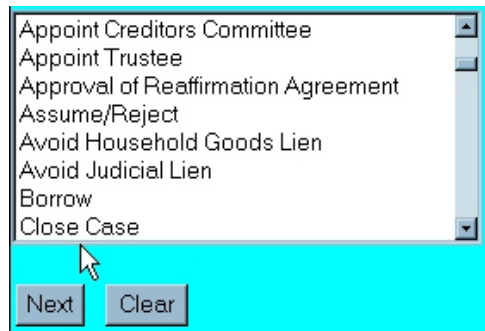 Appoint Creditors Committee
Appoint Trustee
Approval of Reaffirmation Agreement
Assume/Reject
Avoid Household Goods Lien
Avoid Judicial Lien
Borrow
Close Case
Next Clear